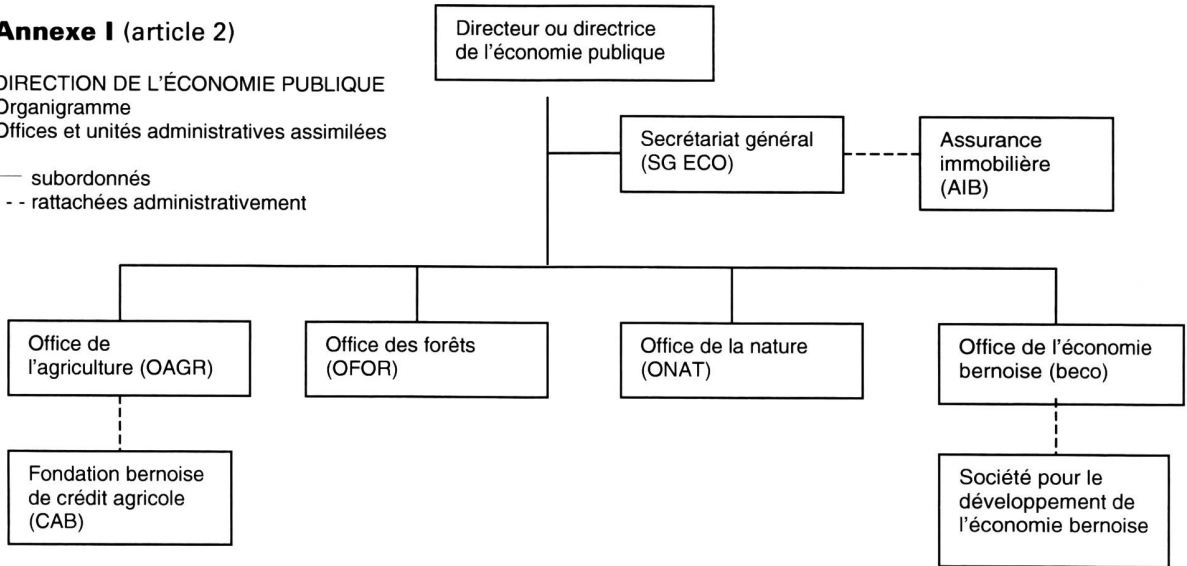 Annexe I (article 2)
DIRECTION DE L'ÉCONOMIE PUBLIQUE
Organigramme
Offices et unités administratives assimilées
— subordonnés
- - rattachées administrativement
Directeur ou directrice
de l'économie publique
Secrétariat général
(SG ECO)
Assurance
immobilière
(AIB)
Office de
l'agriculture (OAGR)
Office des forêts
(OFOR)
Office de la nature
(ONAT)
Office de l'économie
bernoise (beco)
Fondation bernoise
de crédit agricole
(CAB)
Société pour le
développement de
l'économie bernoise